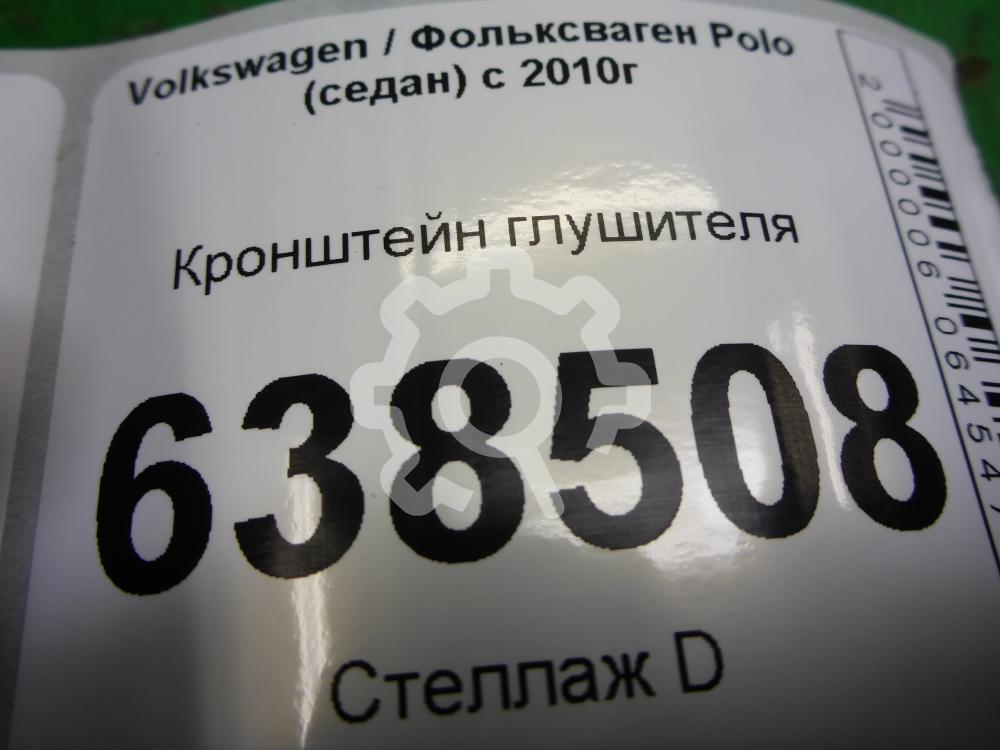 Volkswagen / Фольксваген Polo
(седан) с 2010г
Кронштейн глушителя
638508
Стеллаж D